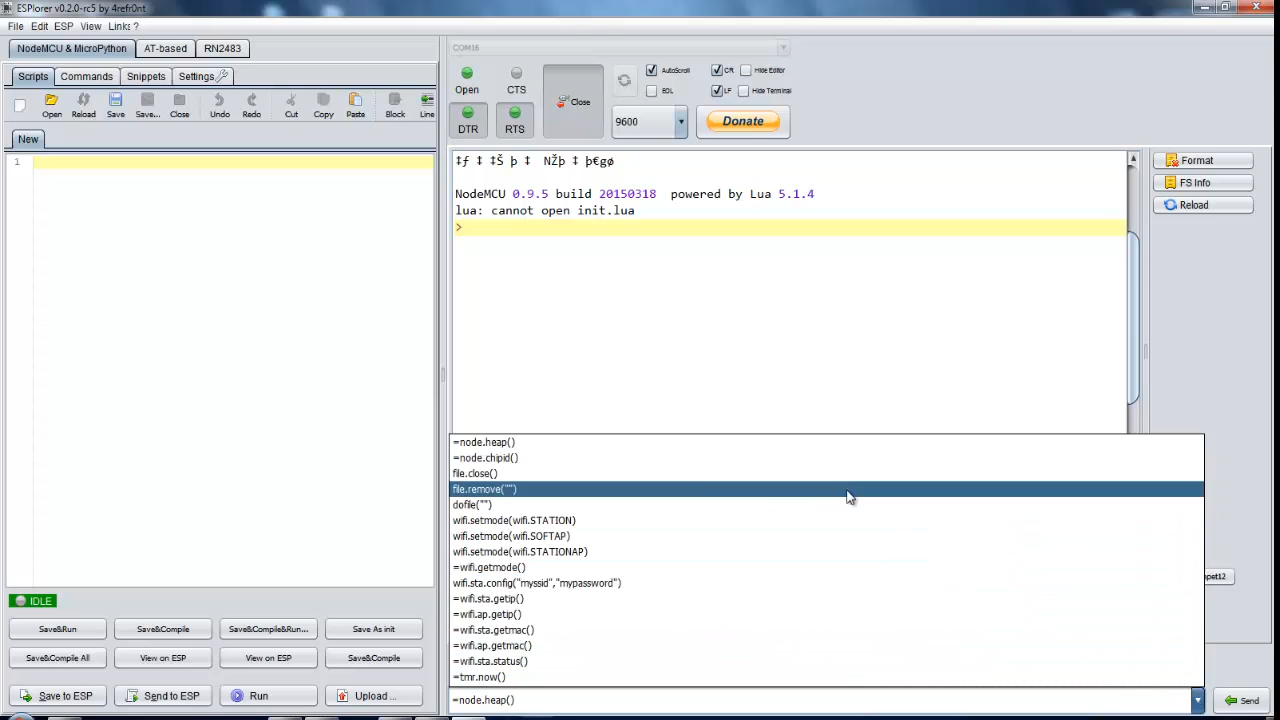 ESPlorer v0.2.0-rc5 by 4refr0nt
File Edit ESP View Links ?
NodeMCU & MicroPython AT-based RN2483
Scripts Commands Snippets Settings
Open Reload Save Save... Close Undo Redo Cut Copy Paste Block Line
New
1
IDLE
Save&Run Save&Compile Save&Compile&Run... Save As init
Save&Compile All View on ESP View on ESP Save&Compile
Save to ESP Send to ESP Run Upload ...
COM16
Open CTS Close
DTR RTS
AutoScroll CR Hide Editor
EOL LF Hide Terminal
9600 Donate
‡ƒ ‡ ‡Š þ ‡ NŽþ ‡ þ€gø
NodeMCU 0.9.5 build 20150318 powered by Lua 5.1.4
lua: cannot open init.lua
>
Format
FS Info
Reload
=node.heap()
=node.chipid()
file.close()
file.remove("")
dofile("")
wifi.setmode(wifi.STATION)
wifi.setmode(wifi.SOFTAP)
wifi.setmode(wifi.STATIONAP)
=wifi.getmode()
wifi.sta.config("myssid","mypassword")
=wifi.sta.getip()
=wifi.ap.getip()
=wifi.sta.getmac()
=wifi.ap.getmac()
=wifi.sta.status()
=tmr.now()
=node.heap()
Send